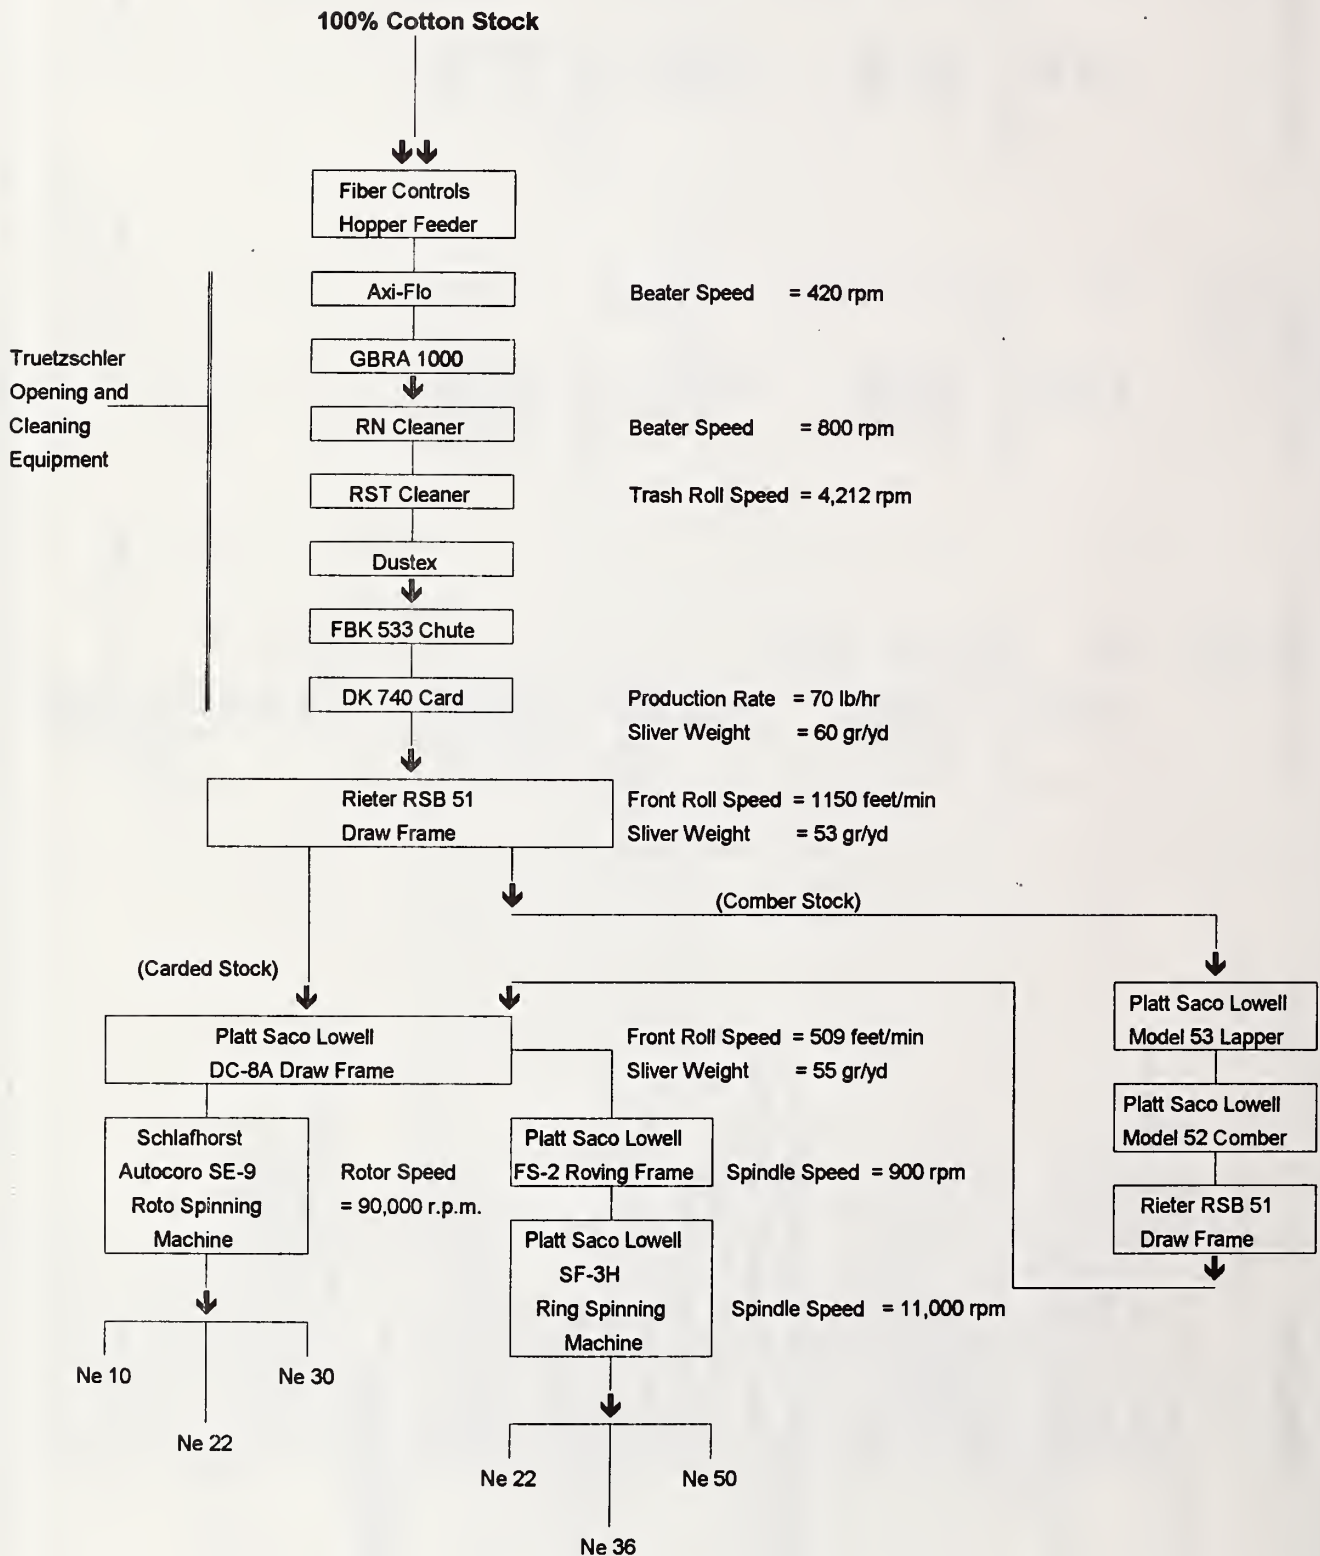 100% Cotton Stock
Fiber Controls
Hopper Feeder
Axi-Flo
Beater Speed = 420 rpm
Truetzschler
Opening and
Cleaning
Equipment
GBRA 1000
RN Cleaner
Beater Speed = 800 rpm
RST Cleaner
Trash Roll Speed = 4,212 rpm
Dustex
FBK 533 Chute
DK 740 Card
Production Rate = 70 lb/hr
Sliver Weight = 60 gr/yd
Rieter RSB 51
Draw Frame
Front Roll Speed = 1150 feet/min
Sliver Weight = 53 gr/yd
(Comber Stock)
(Carded Stock)
Platt Saco Lowell
DC-8A Draw Frame
Front Roll Speed = 509 feet/min
Sliver Weight = 55 gr/yd
Platt Saco Lowell
Model 53 Lapper
Platt Saco Lowell
Model 52 Comber
Rieter RSB 51
Draw Frame
Schlafhorst
Autocoro SE-9
Roto Spinning
Machine
Rotor Speed
= 90,000 r.p.m.
Platt Saco Lowell
FS-2 Roving Frame
Spindle Speed = 900 rpm
Platt Saco Lowell
SF-3H
Ring Spinning
Machine
Spindle Speed = 11,000 rpm
Ne 10
Ne 30
Ne 22
Ne 22
Ne 50
Ne 36